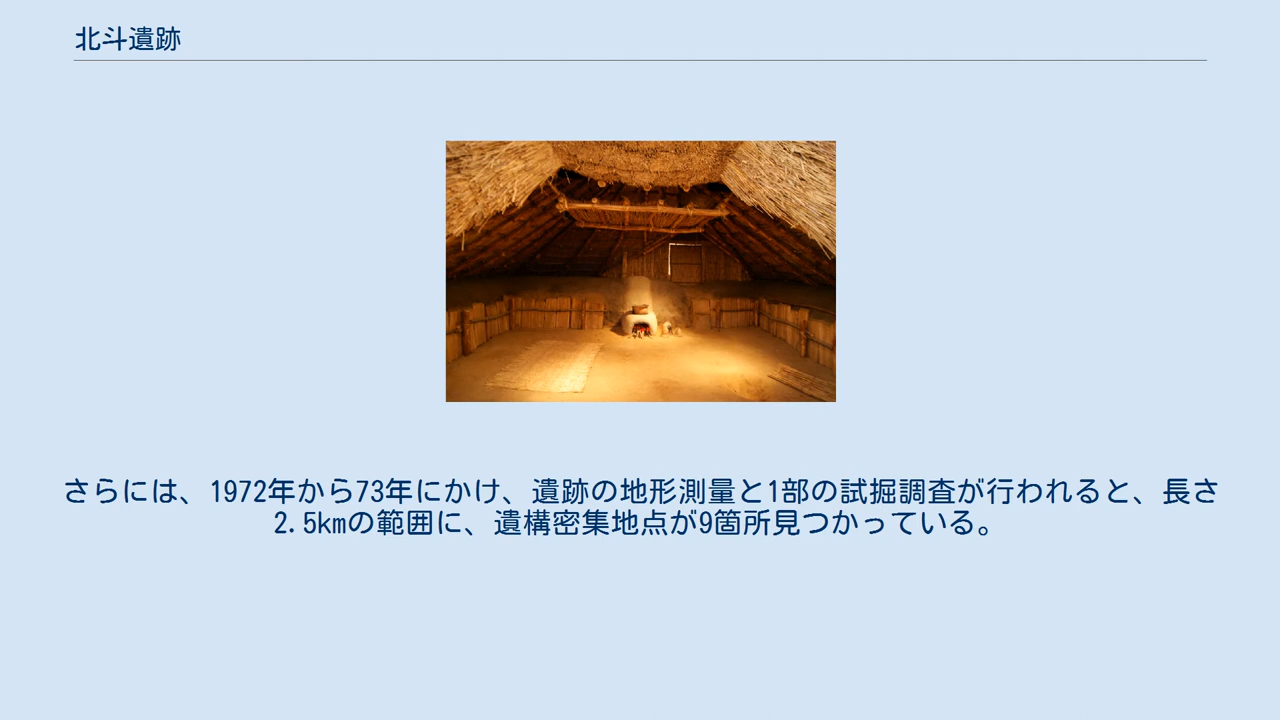 北斗遺跡
さらには、1972年から73年にかけ、遺跡の地形測量と1部の試掘調査が行われると、長さ
2.5kmの範囲に、遺構密集地点が9箇所見つかっている。